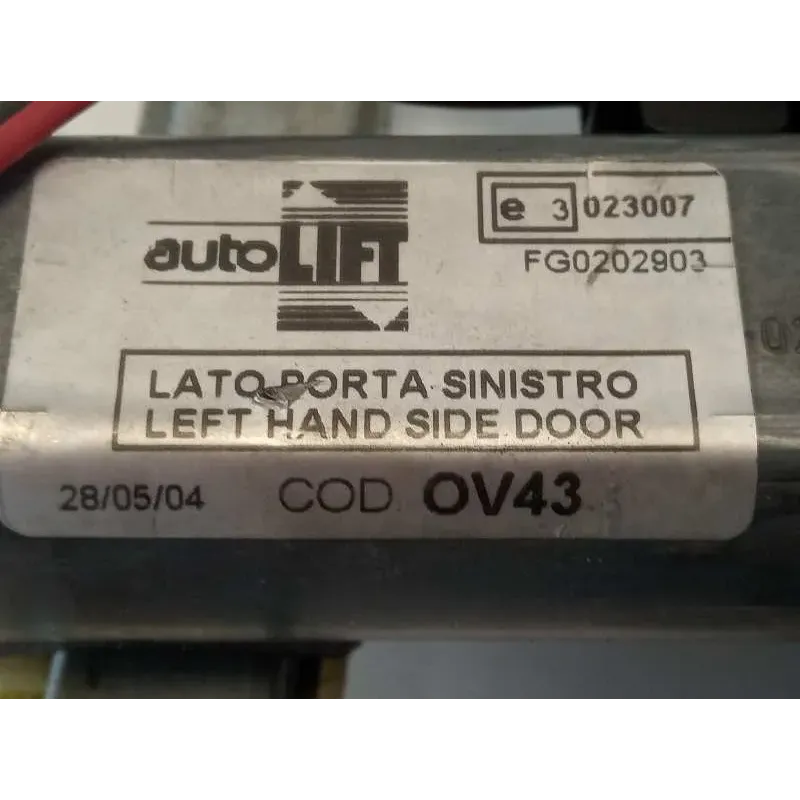 autoLIFT
e 3 023007
FG0202903
LATO PORTA SINISTRO
LEFT HAND SIDE DOOR
28/05/04 COD OV43